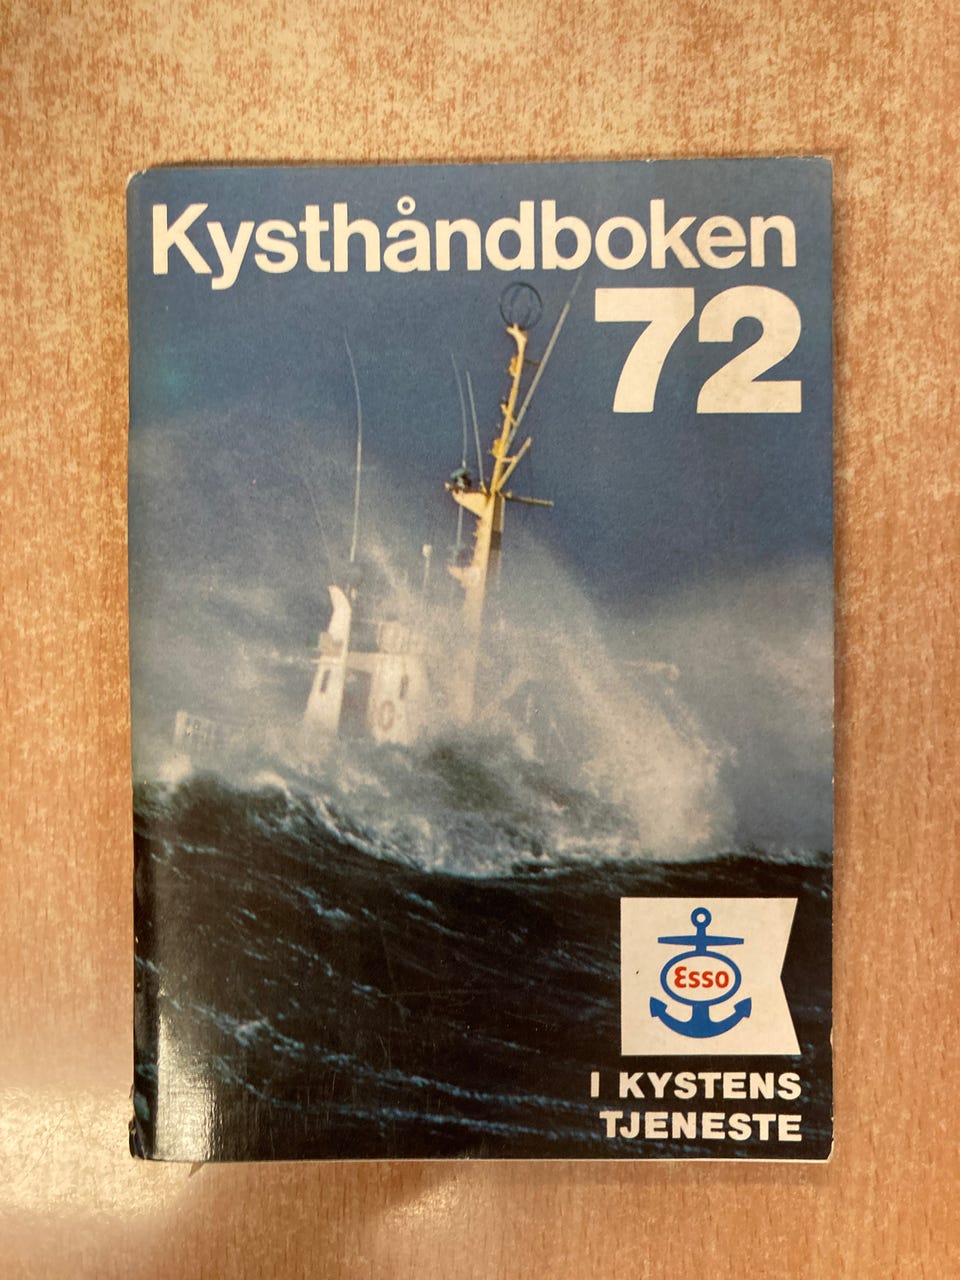 Kysthåndboken
72
Esso
I KYSTENS
TJENESTE